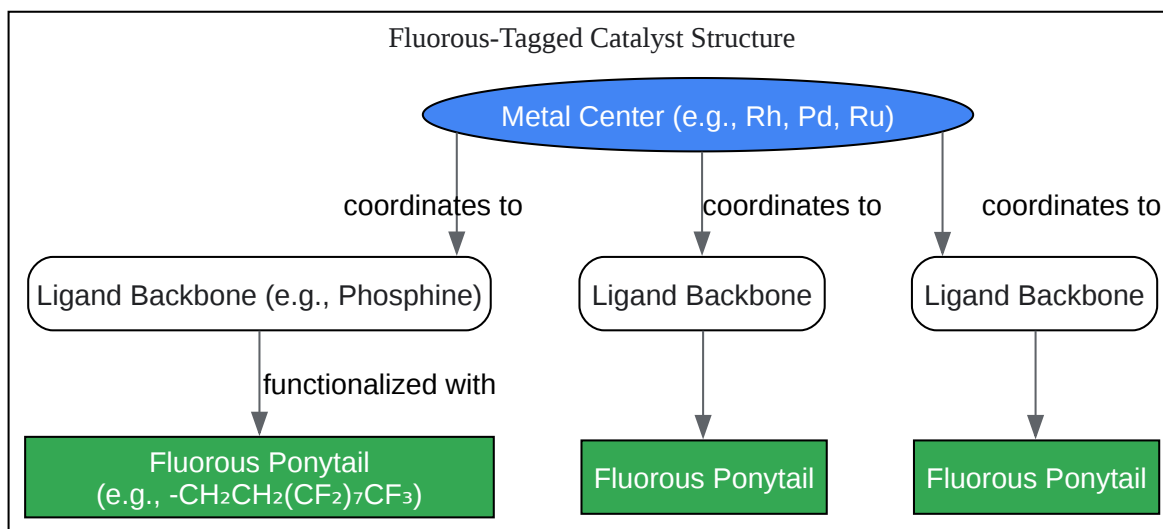 Fluorous-Tagged Catalyst Structure
Metal Center (e.g., Rh, Pd, Ru)
coordinates to
coordinates to
coordinates to
Ligand Backbone (e.g., Phosphine)
Ligand Backbone
Ligand Backbone
functionalized with
Fluorous Ponytail
(e.g., -CH₂CH₂(CF₂)₇CF₃)
Fluorous Ponytail
Fluorous Ponytail